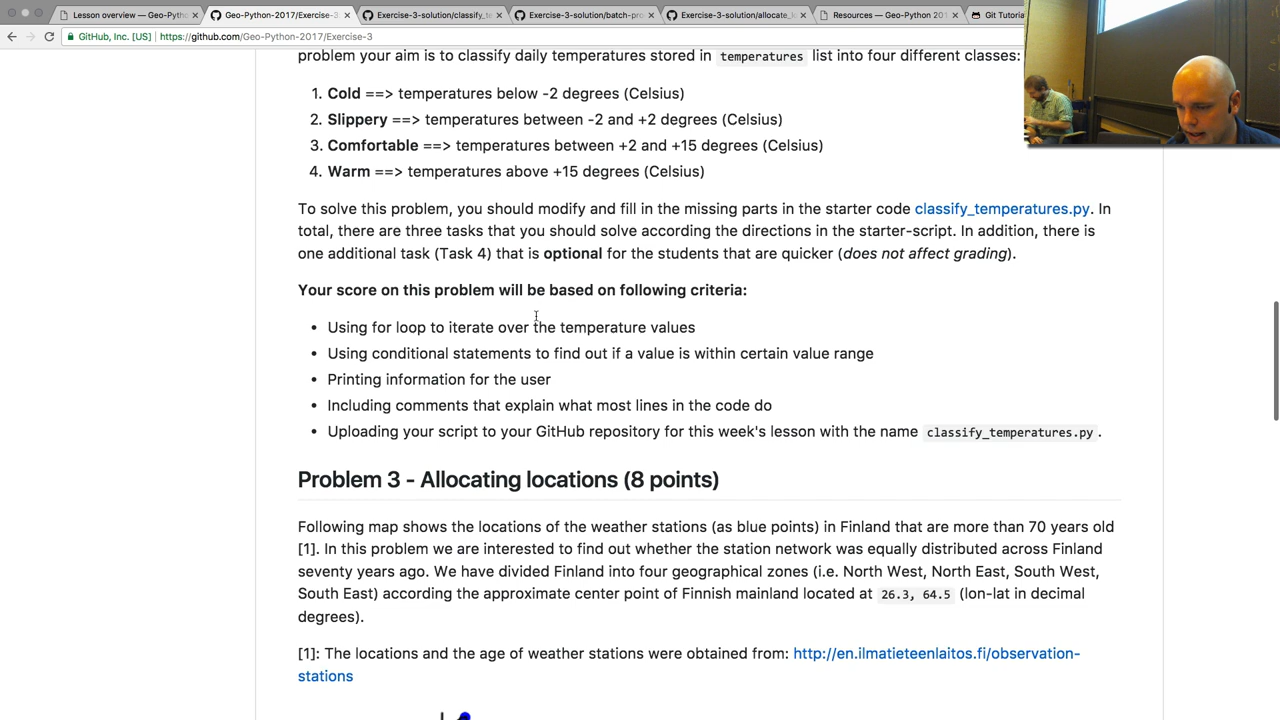 Lesson overview — Geo-Pytho
Geo-Python-2017/Exercise-3
Exercise-3-solution/classify_te
Exercise-3-solution/batch-pro
Exercise-3-solution/allocate_l
Resources — Geo-Python 201
Git Tutoria
GitHub, Inc. [US] | https://github.com/Geo-Python-2017/Exercise-3
problem your aim is to classify daily temperatures stored in temperatures list into four different classes:
1. Cold ==> temperatures below -2 degrees (Celsius)
2. Slippery ==> temperatures between -2 and +2 degrees (Celsius)
3. Comfortable ==> temperatures between +2 and +15 degrees (Celsius)
4. Warm ==> temperatures above +15 degrees (Celsius)
To solve this problem, you should modify and fill in the missing parts in the starter code classify_temperatures.py. In
total, there are three tasks that you should solve according the directions in the starter-script. In addition, there is
one additional task (Task 4) that is optional for the students that are quicker (does not affect grading).
Your score on this problem will be based on following criteria:
• Using for loop to iterate over the temperature values
• Using conditional statements to find out if a value is within certain value range
• Printing information for the user
• Including comments that explain what most lines in the code do
• Uploading your script to your GitHub repository for this week's lesson with the name classify_temperatures.py .
Problem 3 - Allocating locations (8 points)
Following map shows the locations of the weather stations (as blue points) in Finland that are more than 70 years old
[1]. In this problem we are interested to find out whether the station network was equally distributed across Finland
seventy years ago. We have divided Finland into four geographical zones (i.e. North West, North East, South West,
South East) according the approximate center point of Finnish mainland located at 26.3, 64.5 (lon-lat in decimal
degrees).
[1]: The locations and the age of weather stations were obtained from: http://en.ilmatieteenlaitos.fi/observation-
stations